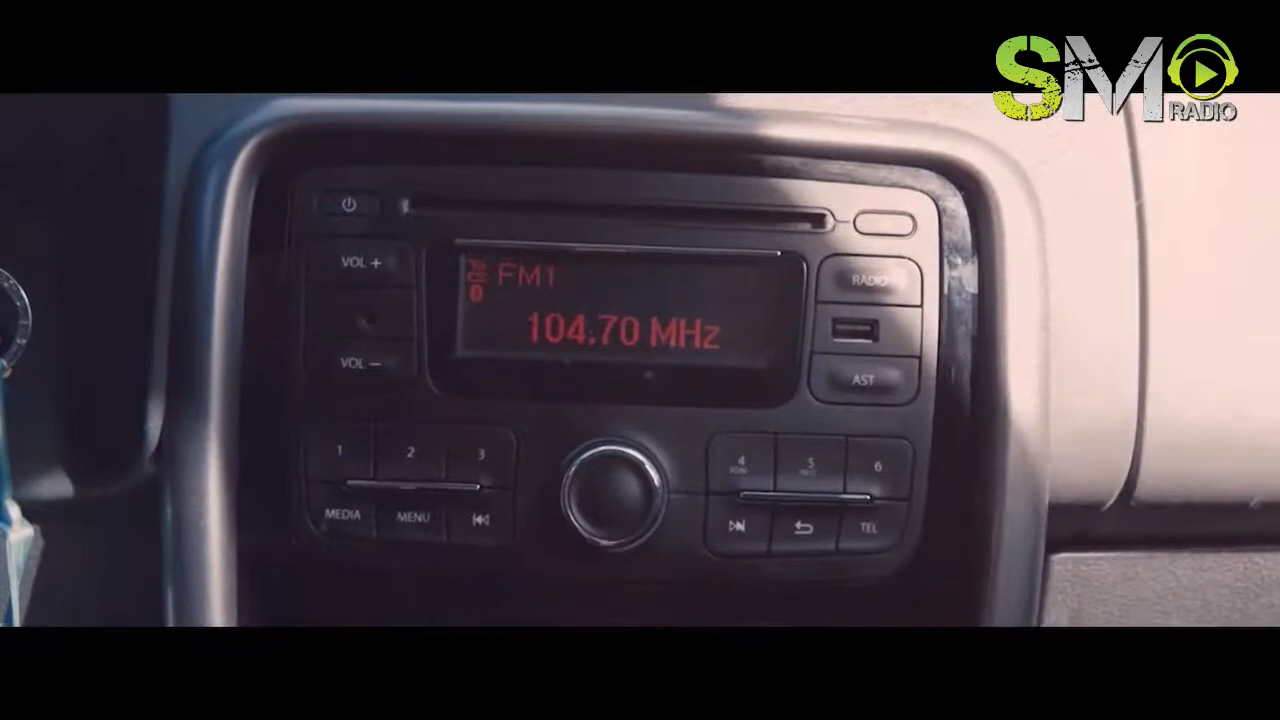 SM
RADIO
VOL +
FM1
RADIO
104.70 MHz
VOL −
AST
1 2 3
4 5 6
MEDIA MENU
TEL